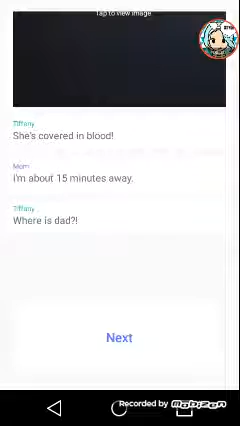 Tap to view image
Tiffany
She's covered in blood!
Mom
I'm about 15 minutes away.
Tiffany
Where is dad?!
Next
Recorded by Mobizen